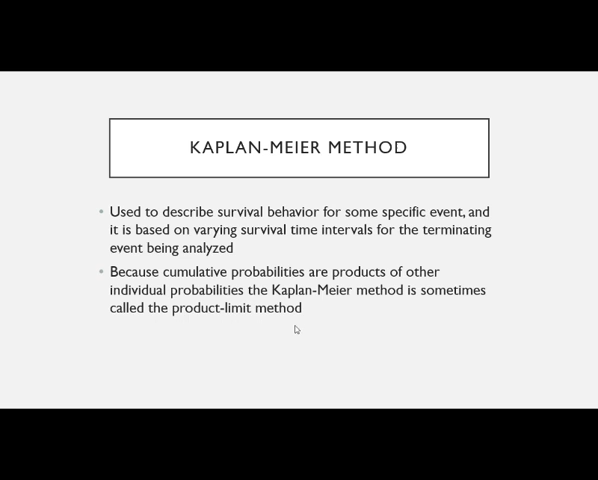 KAPLAN-MEIER METHOD
• Used to describe survival behavior for some specific event, and
it is based on varying survival time intervals for the terminating
event being analyzed
• Because cumulative probabilities are products of other
individual probabilities the Kaplan-Meier method is sometimes
called the product-limit method